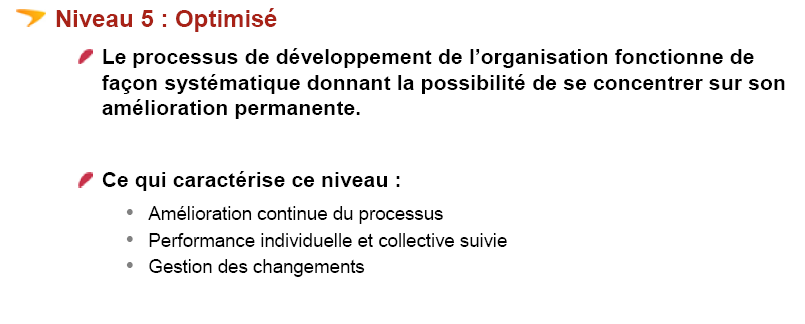 Niveau 5 : Optimisé
Le processus de développement de l’organisation fonctionne de
façon systématique donnant la possibilité de se concentrer sur son
amélioration permanente.
Ce qui caractérise ce niveau :
Amélioration continue du processus
Performance individuelle et collective suivie
Gestion des changements